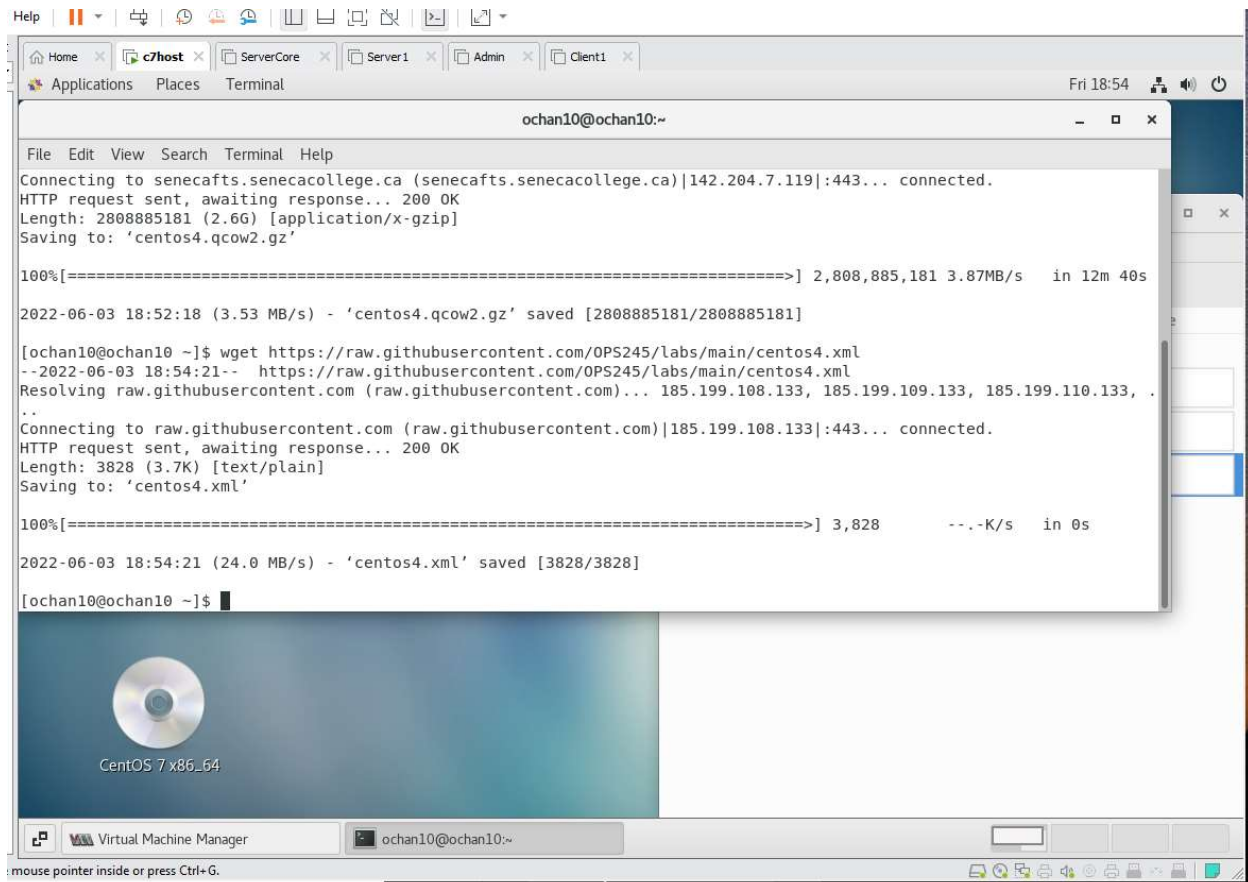 Help
Home
c7host
ServerCore
Server1
Admin
Client1
Applications Places Terminal Fri 18:54
ochan10@ochan10:~
File Edit View Search Terminal Help
Connecting to senecafts.senecacollege.ca (senecafts.senecacollege.ca)|142.204.7.119|:443... connected.
HTTP request sent, awaiting response... 200 OK
Length: 2808885181 (2.6G) [application/x-gzip]
Saving to: ‘centos4.qcow2.gz’
100%[===========================================================================>] 2,808,885,181 3.87MB/s in 12m 40s
2022-06-03 18:52:18 (3.53 MB/s) - ‘centos4.qcow2.gz’ saved [2808885181/2808885181]
[ochan10@ochan10 ~]$ wget https://raw.githubusercontent.com/OPS245/labs/main/centos4.xml
--2022-06-03 18:54:21-- https://raw.githubusercontent.com/OPS245/labs/main/centos4.xml
Resolving raw.githubusercontent.com (raw.githubusercontent.com)... 185.199.108.133, 185.199.109.133, 185.199.110.133, .
..
Connecting to raw.githubusercontent.com (raw.githubusercontent.com)|185.199.108.133|:443... connected.
HTTP request sent, awaiting response... 200 OK
Length: 3828 (3.7K) [text/plain]
Saving to: ‘centos4.xml’
100%[=============================================================================>] 3,828 --.-K/s in 0s
2022-06-03 18:54:21 (24.0 MB/s) - ‘centos4.xml’ saved [3828/3828]
[ochan10@ochan10 ~]$
CentOS 7 x86_64
Virtual Machine Manager
ochan10@ochan10:~
mouse pointer inside or press Ctrl+G.